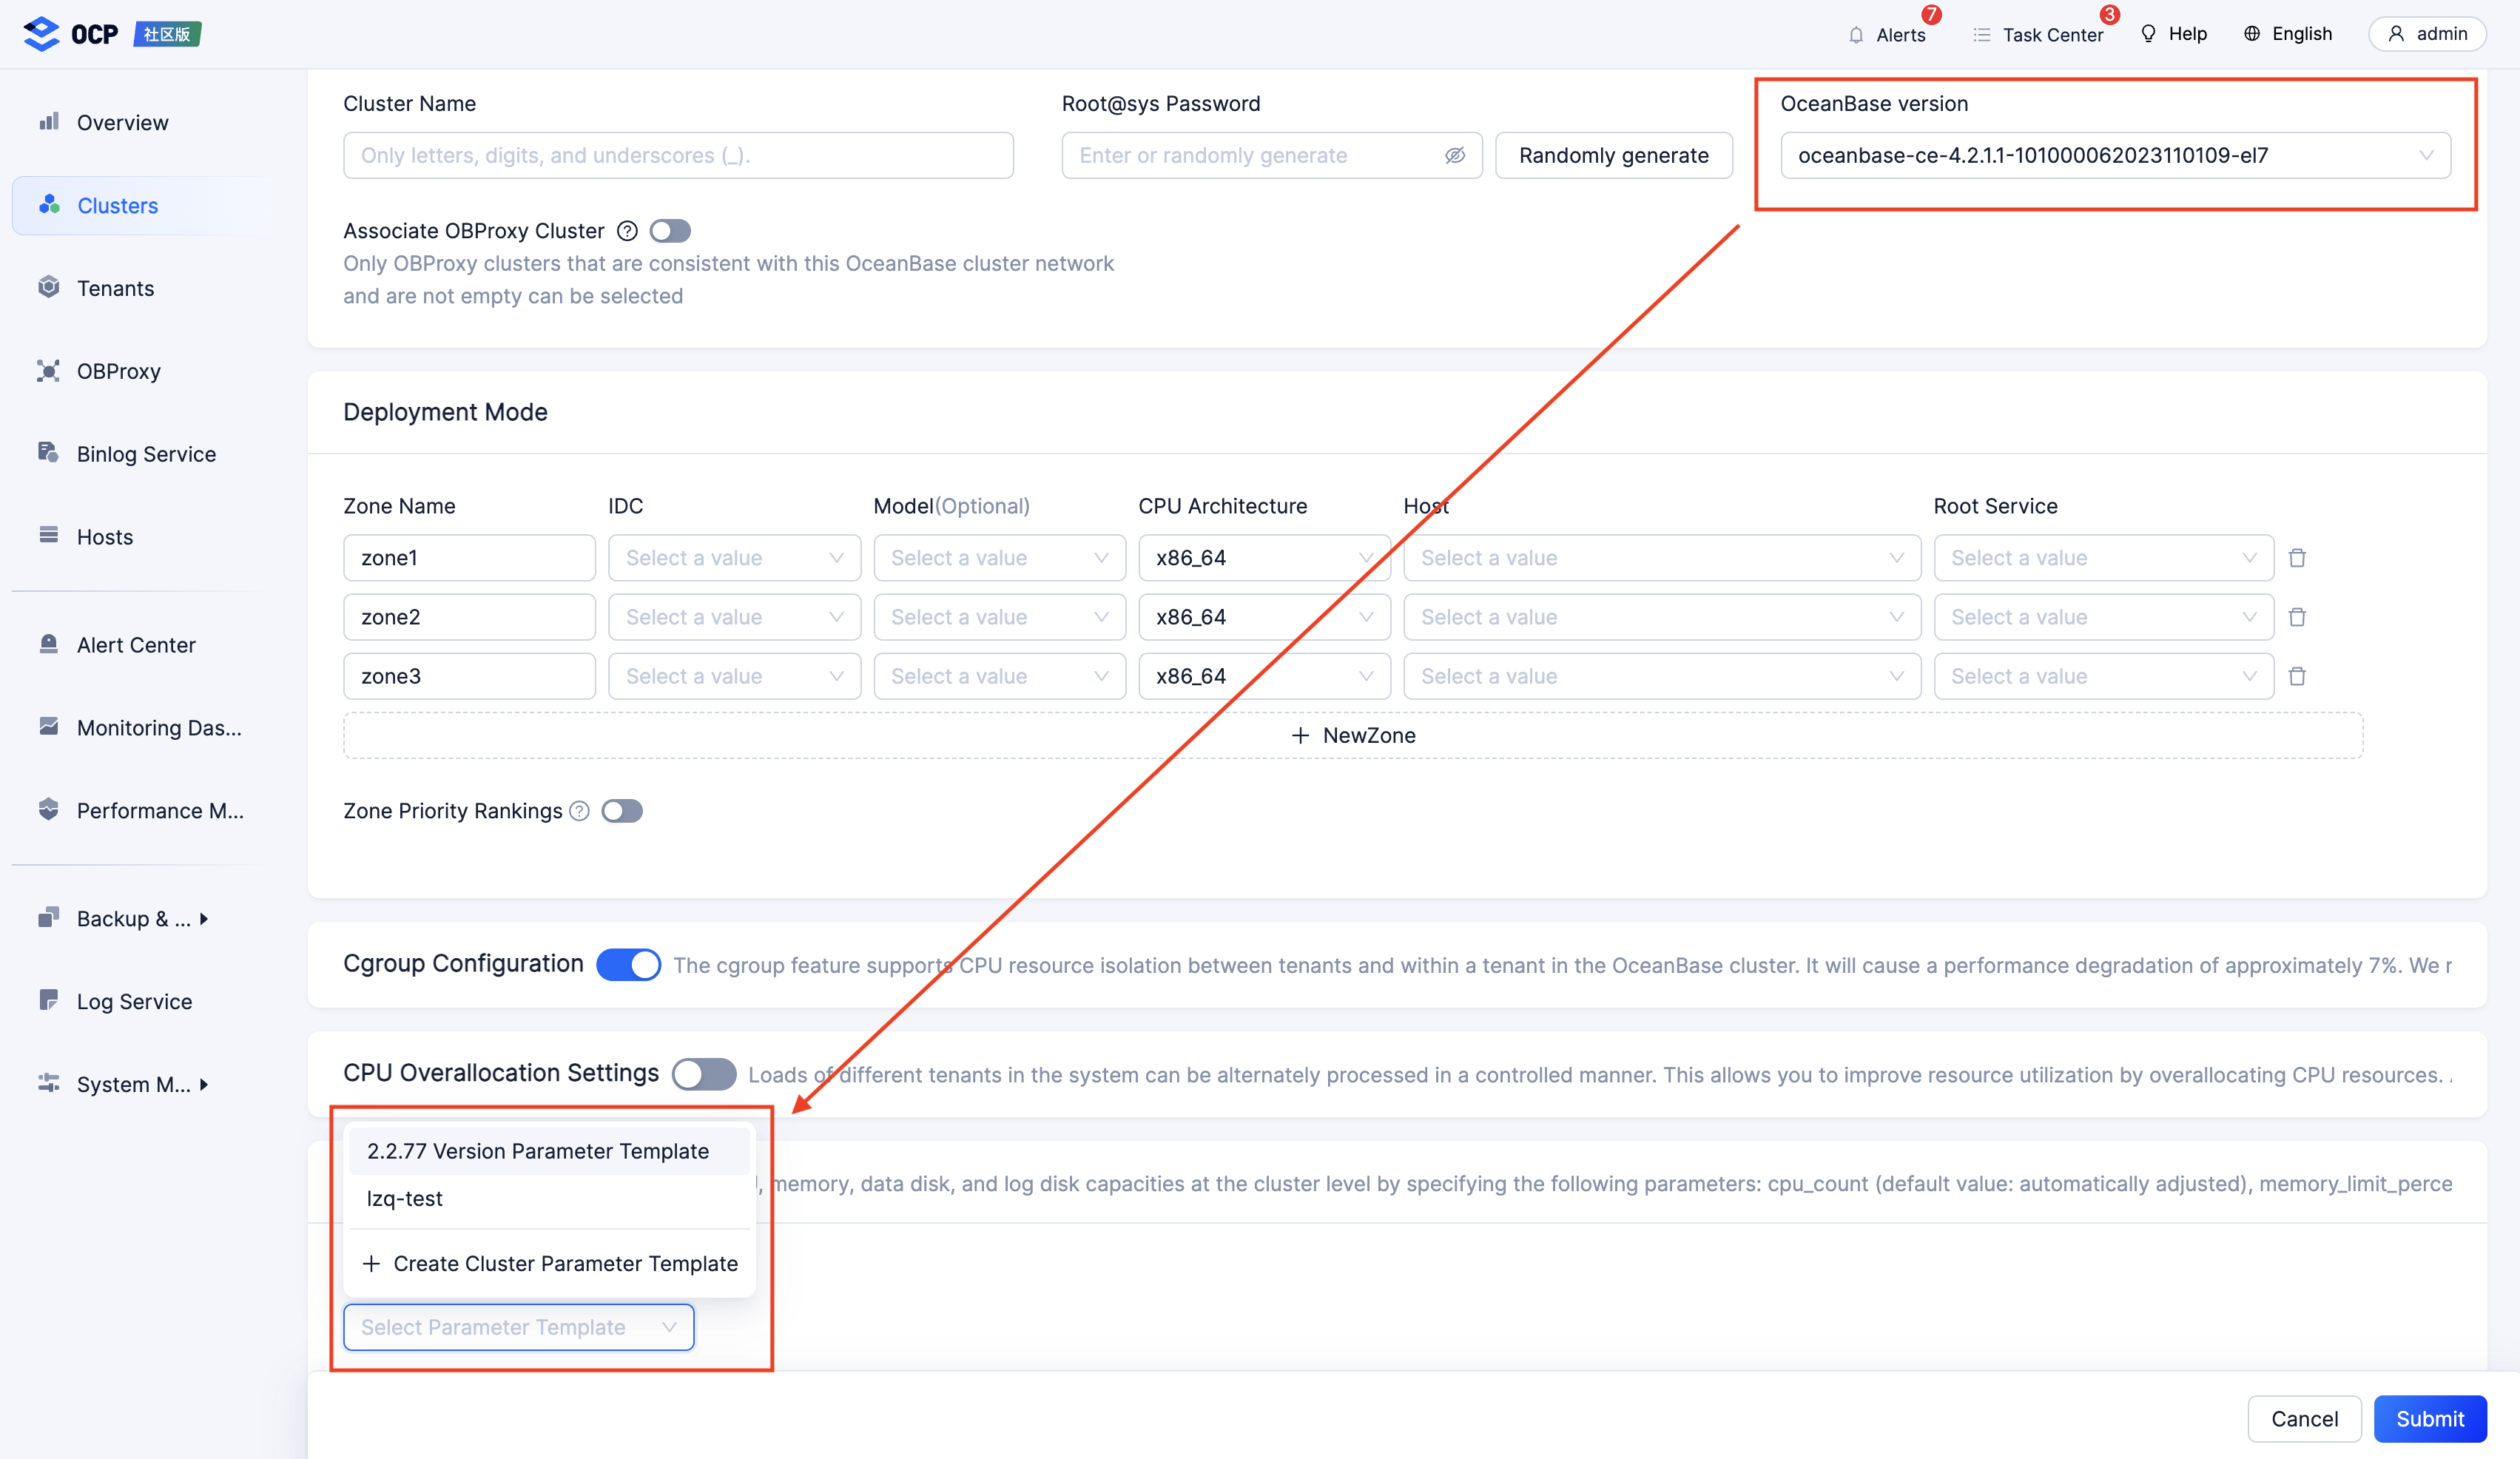 OCP 社区版
Alerts 7
Task Center 3
Help
English
admin
Overview
Clusters
Tenants
OBProxy
Binlog Service
Hosts
Alert Center
Monitoring Das...
Performance M...
Backup & ...
Log Service
System M...
Cluster Name
Only letters, digits, and underscores (_).
Root@sys Password
Enter or randomly generate
Randomly generate
OceanBase version
oceanbase-ce-4.2.1.1-101000062023110109-el7
Associate OBProxy Cluster
Only OBProxy clusters that are consistent with this OceanBase cluster network
and are not empty can be selected
Deployment Mode
Zone Name IDC Model(Optional) CPU Architecture Host Root Service
zone1 Select a value Select a value x86_64 Select a value Select a value
zone2 Select a value Select a value x86_64 Select a value Select a value
zone3 Select a value Select a value x86_64 Select a value Select a value
+ NewZone
Zone Priority Rankings
Cgroup Configuration The cgroup feature supports CPU resource isolation between tenants and within a tenant in the OceanBase cluster. It will cause a performance degradation of approximately 7%. We r
CPU Overallocation Settings Loads of different tenants in the system can be alternately processed in a controlled manner. This allows you to improve resource utilization by overallocating CPU resources.
2.2.77 Version Parameter Template
, memory, data disk, and log disk capacities at the cluster level by specifying the following parameters: cpu_count (default value: automatically adjusted), memory_limit_perce
lzq-test
+ Create Cluster Parameter Template
Select Parameter Template
Cancel
Submit